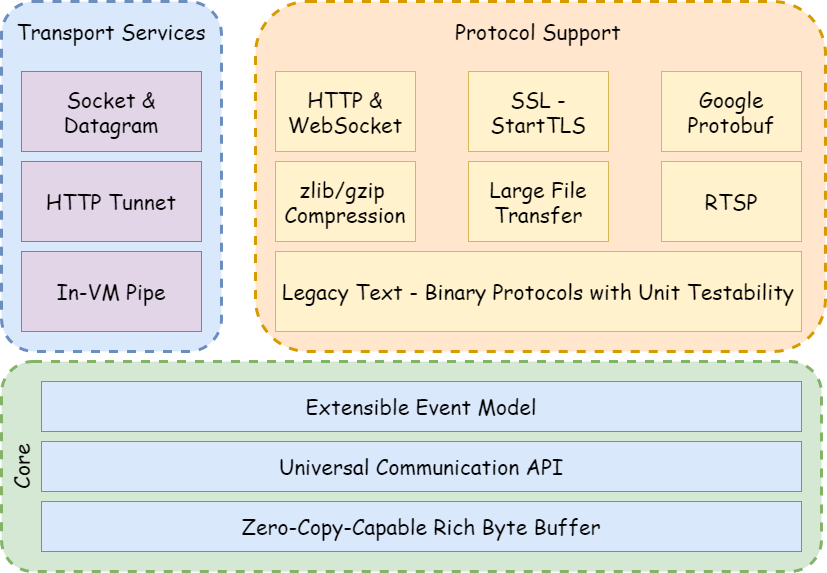 Transport Services
Socket &
Datagram
HTTP Tunnet
In-VM Pipe
Protocol Support
HTTP &
WebSocket
SSL -
StartTLS
Google
Protobuf
zlib/gzip
Compression
Large File
Transfer
RTSP
Legacy Text - Binary Protocols with Unit Testability
Core
Extensible Event Model
Universal Communication API
Zero-Copy-Capable Rich Byte Buffer